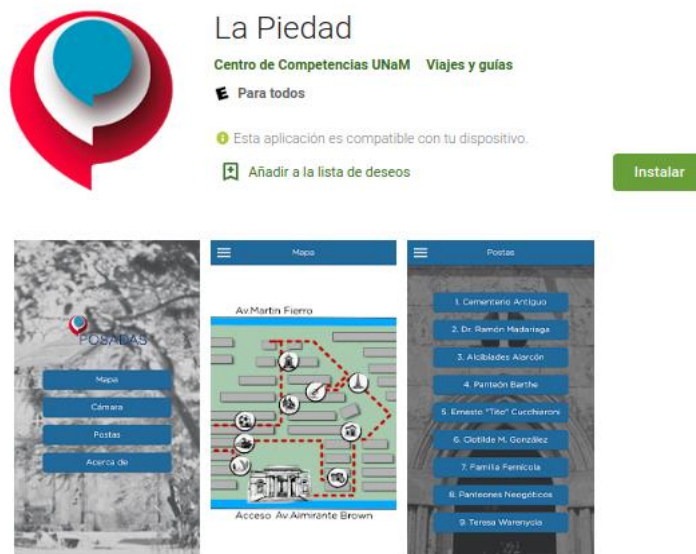 La Piedad
Centro de Competencias UNaM Viajes y guías
E Para todos
Esta aplicación es compatible con tu dispositivo.
Añadir a la lista de deseos
Instalar
POSADAS
Mapa
Cámara
Postas
Acerca de
Mapa
Av.Martin Fierro
Acceso Av.Almirante Brown
Postas
1. Cementerio Antiguo
2. Dr. Ramón Madariaga
3. Alcibíades Alarcón
4. Panteón Barthe
5. Ernesto "Tito" Cucchiaroni
6. Clotilde M. González
7. Familia Fernícola
8. Panteones Neogóticos
9. Teresa Warenycia